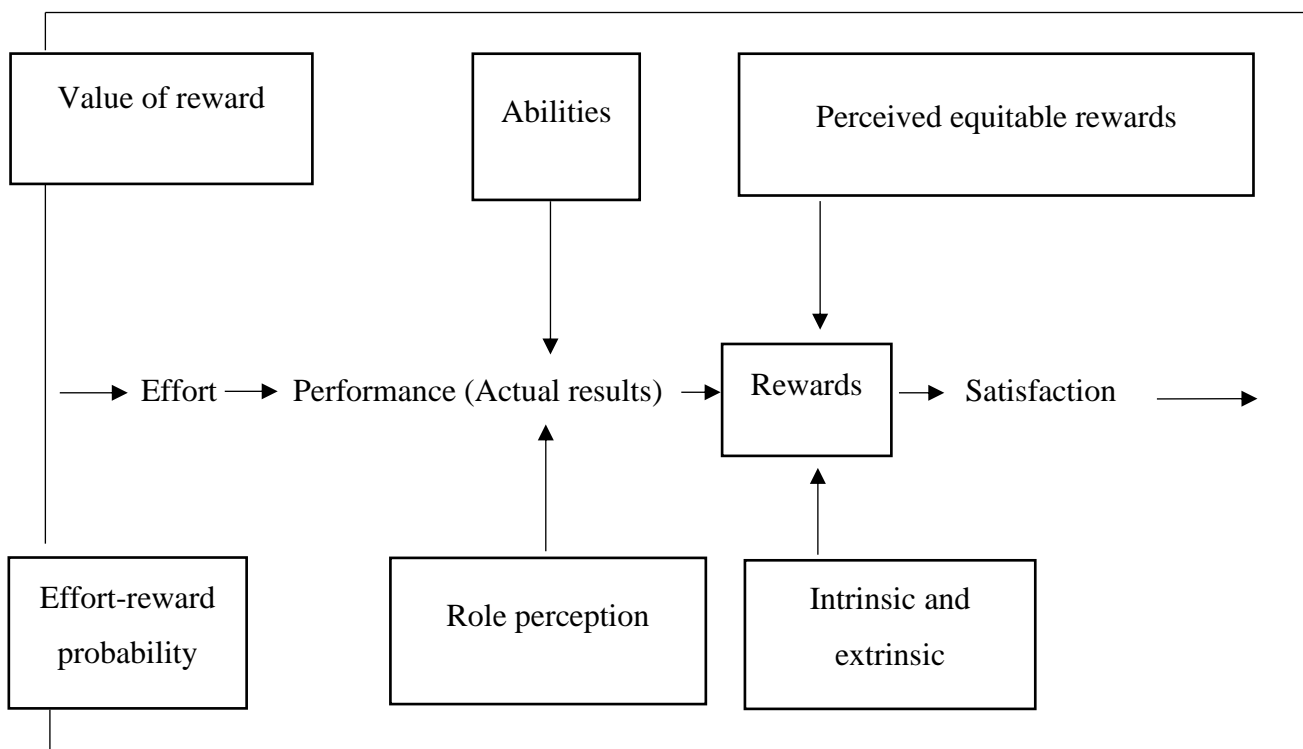 Value of reward
Abilities
Perceived equitable rewards
Effort
Performance (Actual results)
Rewards
Satisfaction
Effort-reward
probability
Role perception
Intrinsic and
extrinsic